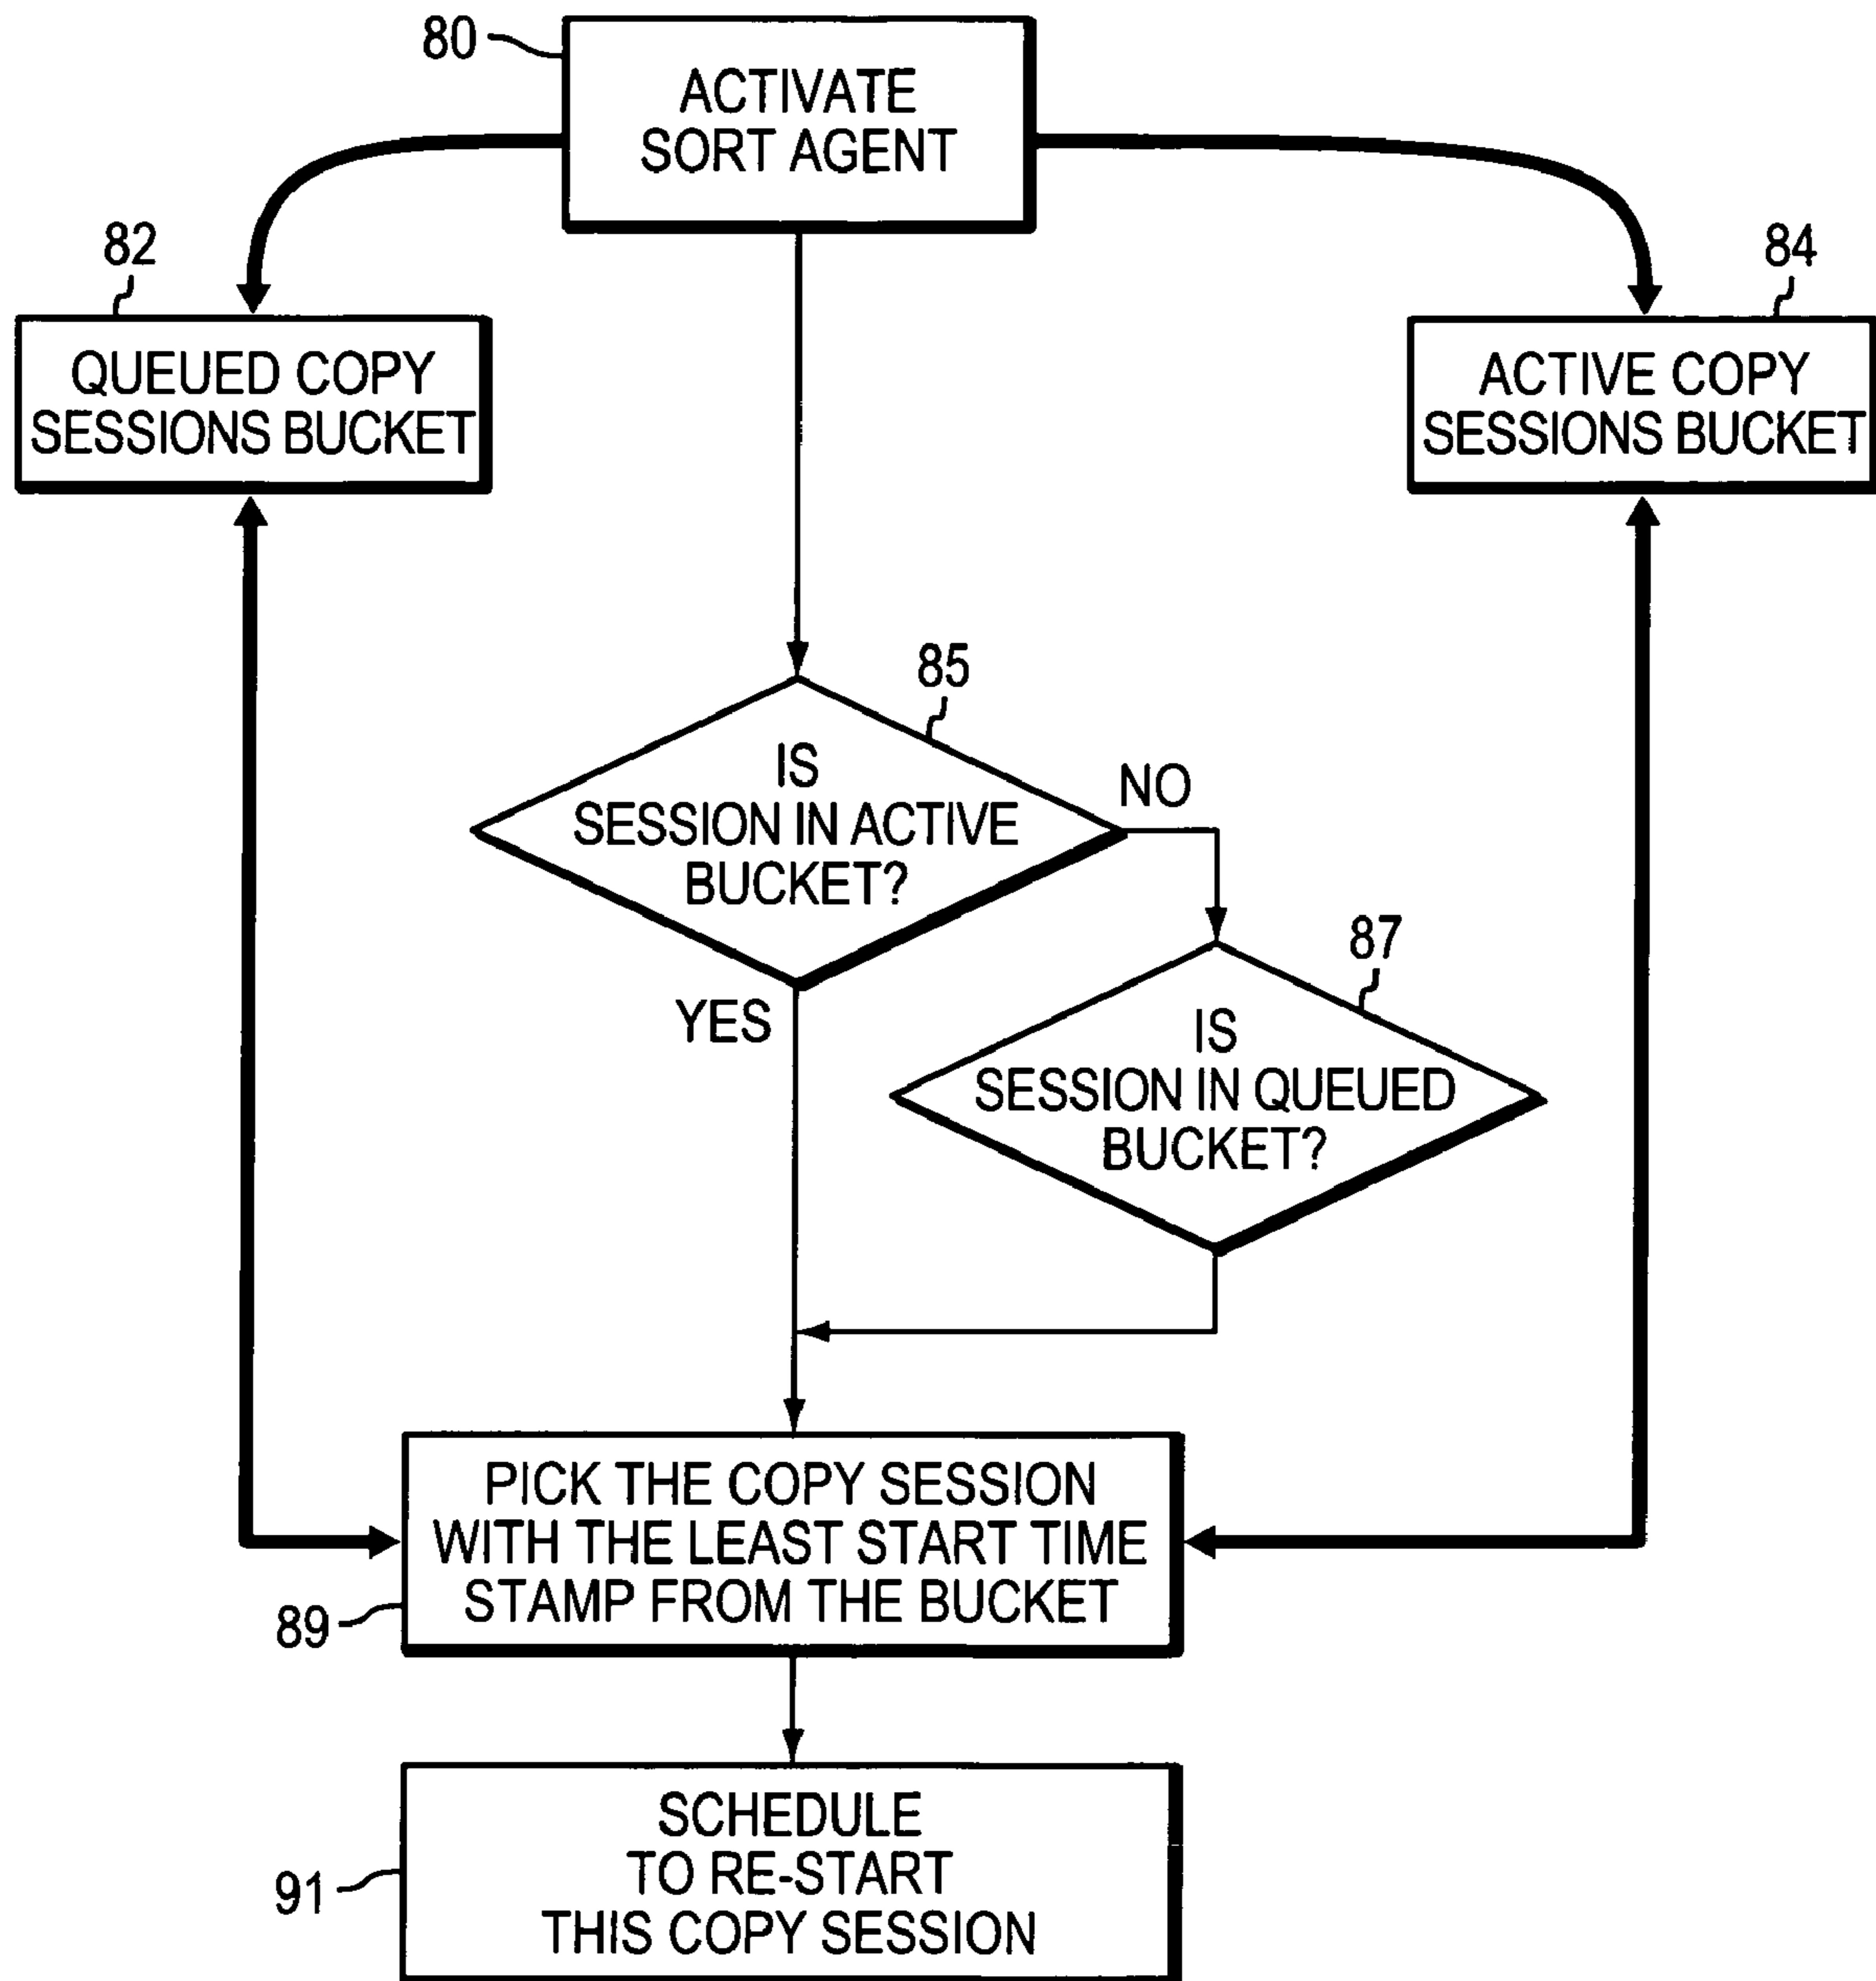 80
ACTIVATE
SORT AGENT
82
84
QUEUED COPY
SESSIONS BUCKET
ACTIVE COPY
SESSIONS BUCKET
85
IS
SESSION IN ACTIVE
BUCKET?
NO
87
YES
IS
SESSION IN QUEUED
BUCKET?
PICK THE COPY SESSION
WITH THE LEAST START TIME
STAMP FROM THE BUCKET
89
SCHEDULE
TO RE-START
THIS COPY SESSION
91